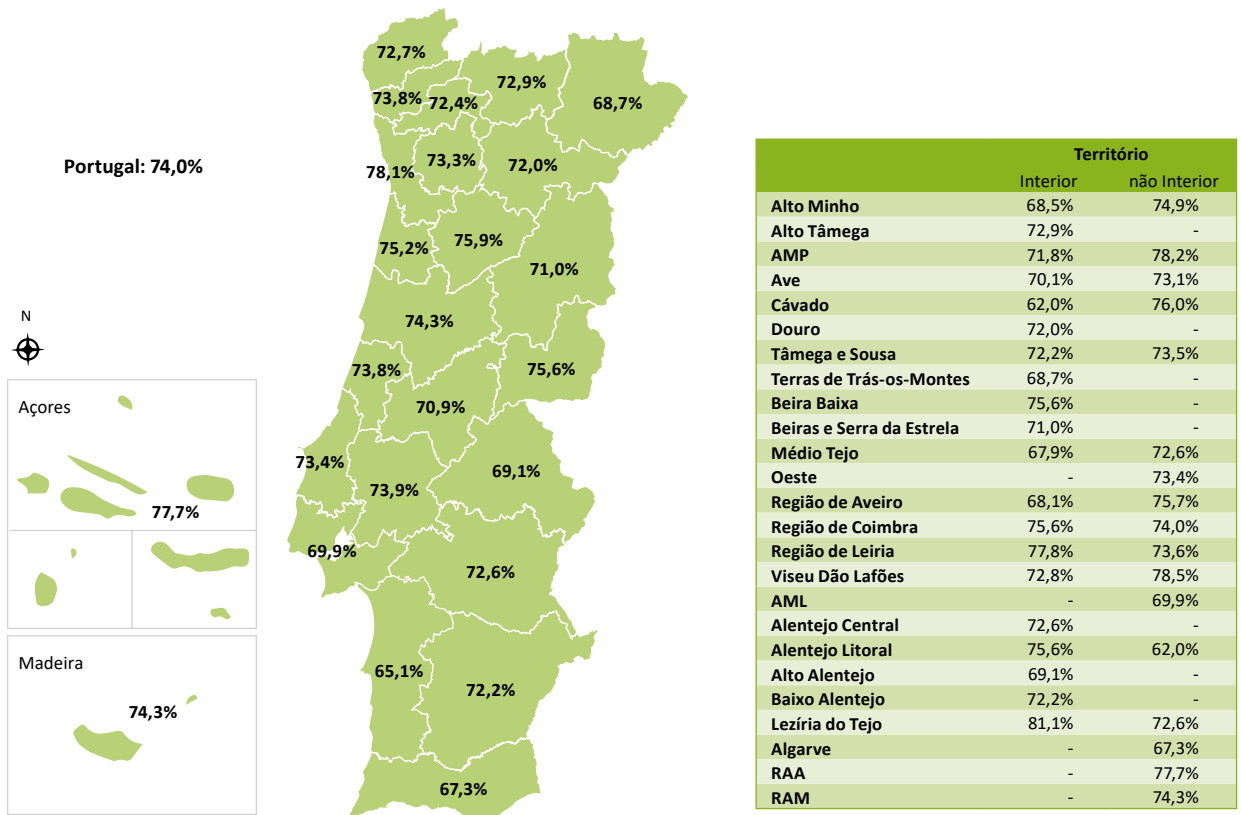 72,7%
72,9%
68,7%
73,8%
72,4%
Portugal: 74,0%
78,1%
73,3%
72,0%
75,2%
75,9%
71,0%
N
74,3%
73,8%
75,6%
70,9%
Açores
73,4%
73,9%
69,1%
77,7%
69,9%
72,6%
Madeira
65,1%
72,2%
74,3%
67,3%
Território
Interior não Interior
Alto Minho 68,5% 74,9%
Alto Tâmega 72,9% -
AMP 71,8% 78,2%
Ave 70,1% 73,1%
Cávado 62,0% 76,0%
Douro 72,0% -
Tâmega e Sousa 72,2% 73,5%
Terras de Trás-os-Montes 68,7% -
Beira Baixa 75,6% -
Beiras e Serra da Estrela 71,0% -
Médio Tejo 67,9% 72,6%
Oeste - 73,4%
Região de Aveiro 68,1% 75,7%
Região de Coimbra 75,6% 74,0%
Região de Leiria 77,8% 73,6%
Viseu Dão Lafões 72,8% 78,5%
AML - 69,9%
Alentejo Central 72,6% -
Alentejo Litoral 75,6% 62,0%
Alto Alentejo 69,1% -
Baixo Alentejo 72,2% -
Lezíria do Tejo 81,1% 72,6%
Algarve - 67,3%
RAA - 77,7%
RAM - 74,3%